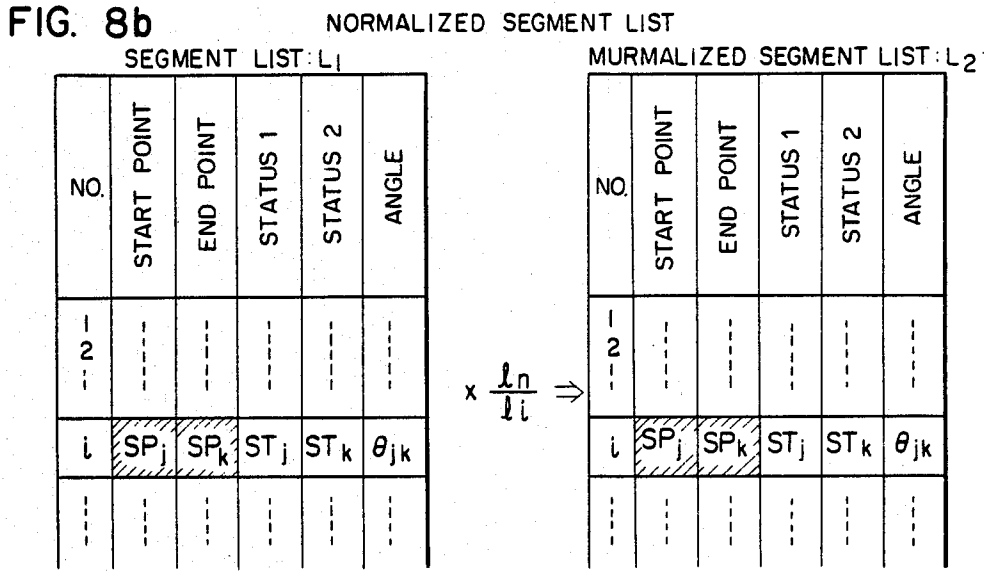 FIG. 8b NORMALIZED SEGMENT LIST
SEGMENT LIST: L1
NO. START POINT END POINT STATUS 1 STATUS 2 ANGLE
1
2
i SPj SPk STj STk θjk
× ln/li ⇒
MURMALIZED SEGMENT LIST: L2
NO. START POINT END POINT STATUS 1 STATUS 2 ANGLE
1
2
i SPj SPk STj STk θjk